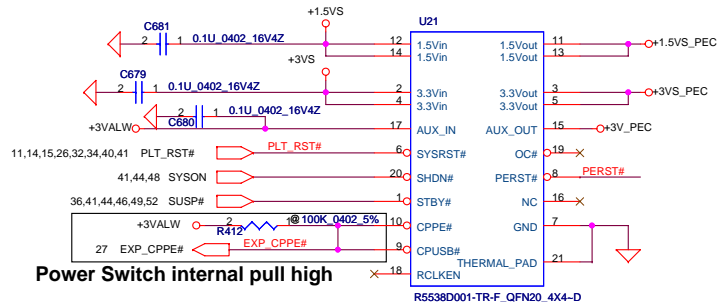 C681
2 1 0.1U_0402_16V4Z
+1.5VS
U21
12 1.5Vin 1.5Vout 11 +1.5VS_PEC
14 1.5Vin 1.5Vout 13
+3VS
C679
2 1 0.1U_0402_16V4Z
2 3.3Vin 3.3Vout 3 +3VS_PEC
4 3.3Vin 3.3Vout 5
2 1 0.1U_0402_16V4Z
C680
+3VALW 17 AUX_IN AUX_OUT 15 +3V_PEC
11,14,15,26,32,34,40,41 PLT_RST# PLT_RST# 6 SYSRST# OC# 19
41,44,48 SYSON 20 SHDN# PERST# 8 PERST#
36,41,44,46,49,52 SUSP# 1 STBY# NC 16
+3VALW 2 1 @100K_0402_5% 10 CPPE# GND 7
R412
27 EXP_CPPE# EXP_CPPE# 9 CPUSB#
THERMAL_PAD 21
Power Switch internal pull high
18 RCLKEN
R5538D001-TR-F_QFN20_4X4~D